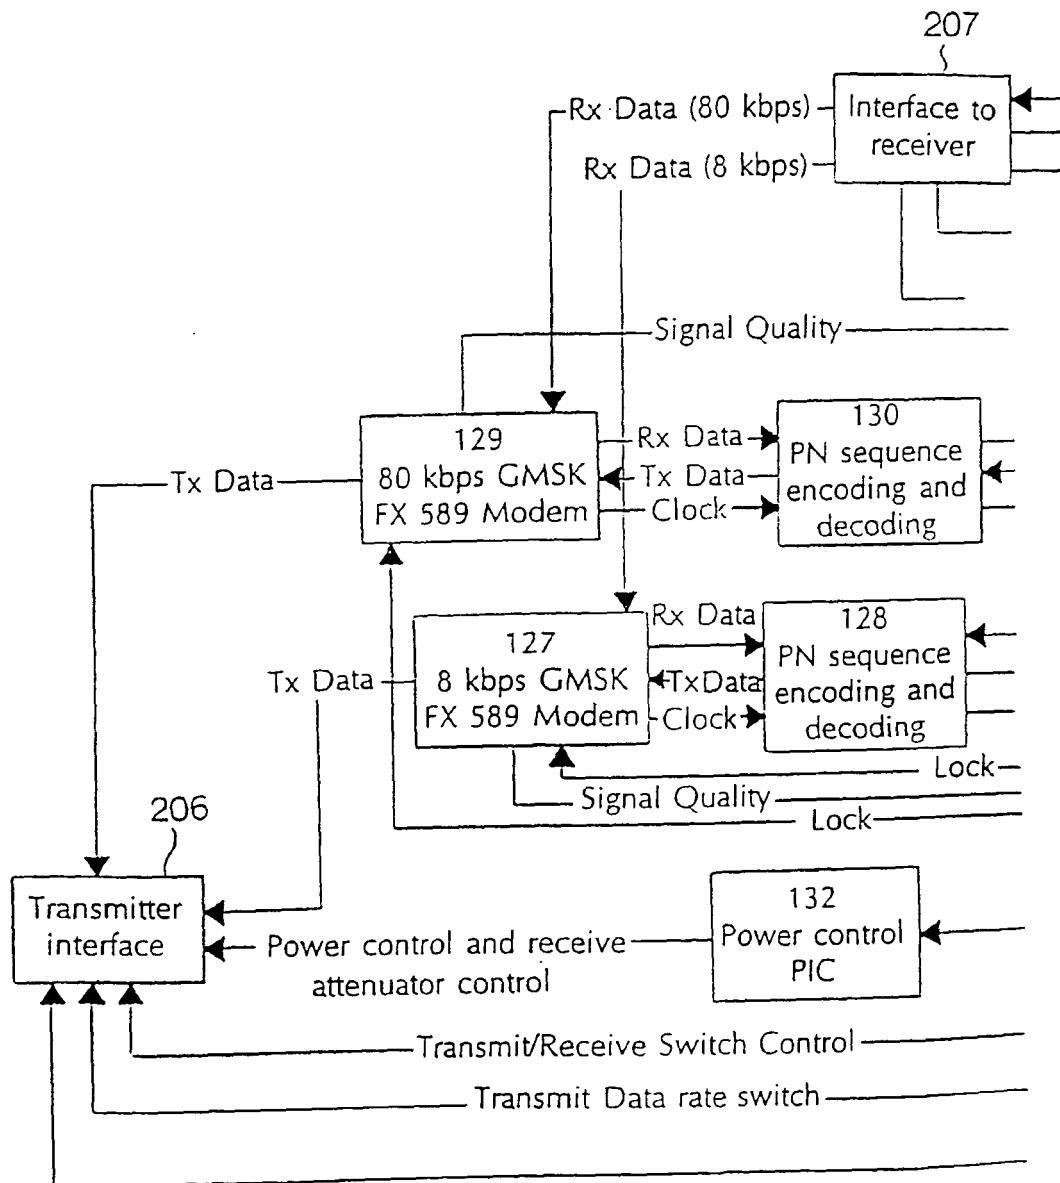 207
Rx Data (80 kbps)
Interface to
receiver
Rx Data (8 kbps)
Signal Quality
129
80 kbps GMSK
FX 589 Modem
Rx Data
Tx Data
Clock
130
PN sequence
encoding and
decoding
Tx Data
127
8 kbps GMSK
FX 589 Modem
Rx Data
TxData
Clock
128
PN sequence
encoding and
decoding
Tx Data
Lock
Signal Quality
Lock
206
Transmitter
interface
Power control and receive
attenuator control
132
Power control
PIC
Transmit/Receive Switch Control
Transmit Data rate switch